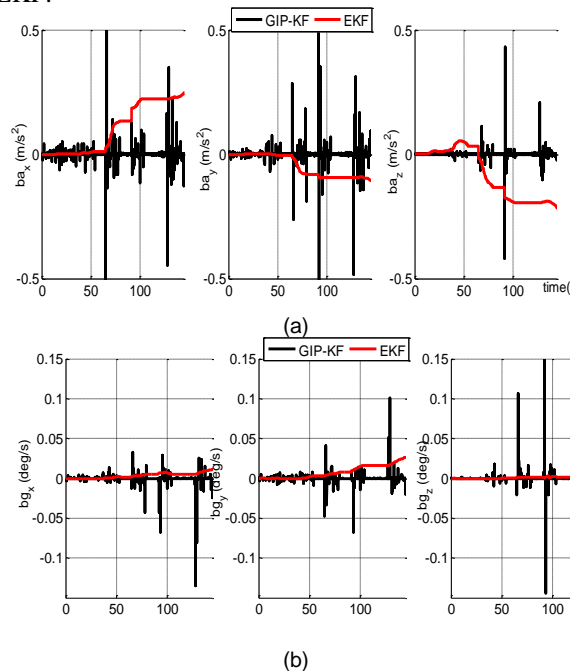 GIP-KF EKF
ba_x (m/s²)
0.5
0
-0.5
0 50 100
ba_y (m/s²)
0.5
0
-0.5
0 50 100
ba_z (m/s²)
0.5
0
-0.5
0 50 100
time(
(a)
GIP-KF EKF
bg_x (deg/s)
0.15
0.1
0.05
0
-0.05
-0.1
0 50 100
bg_y (deg/s)
0.15
0.1
0.05
0
-0.05
-0.1
0 50 100
bg_z (deg/s)
0.15
0.1
0.05
0
-0.05
-0.1
0 50 100
(b)